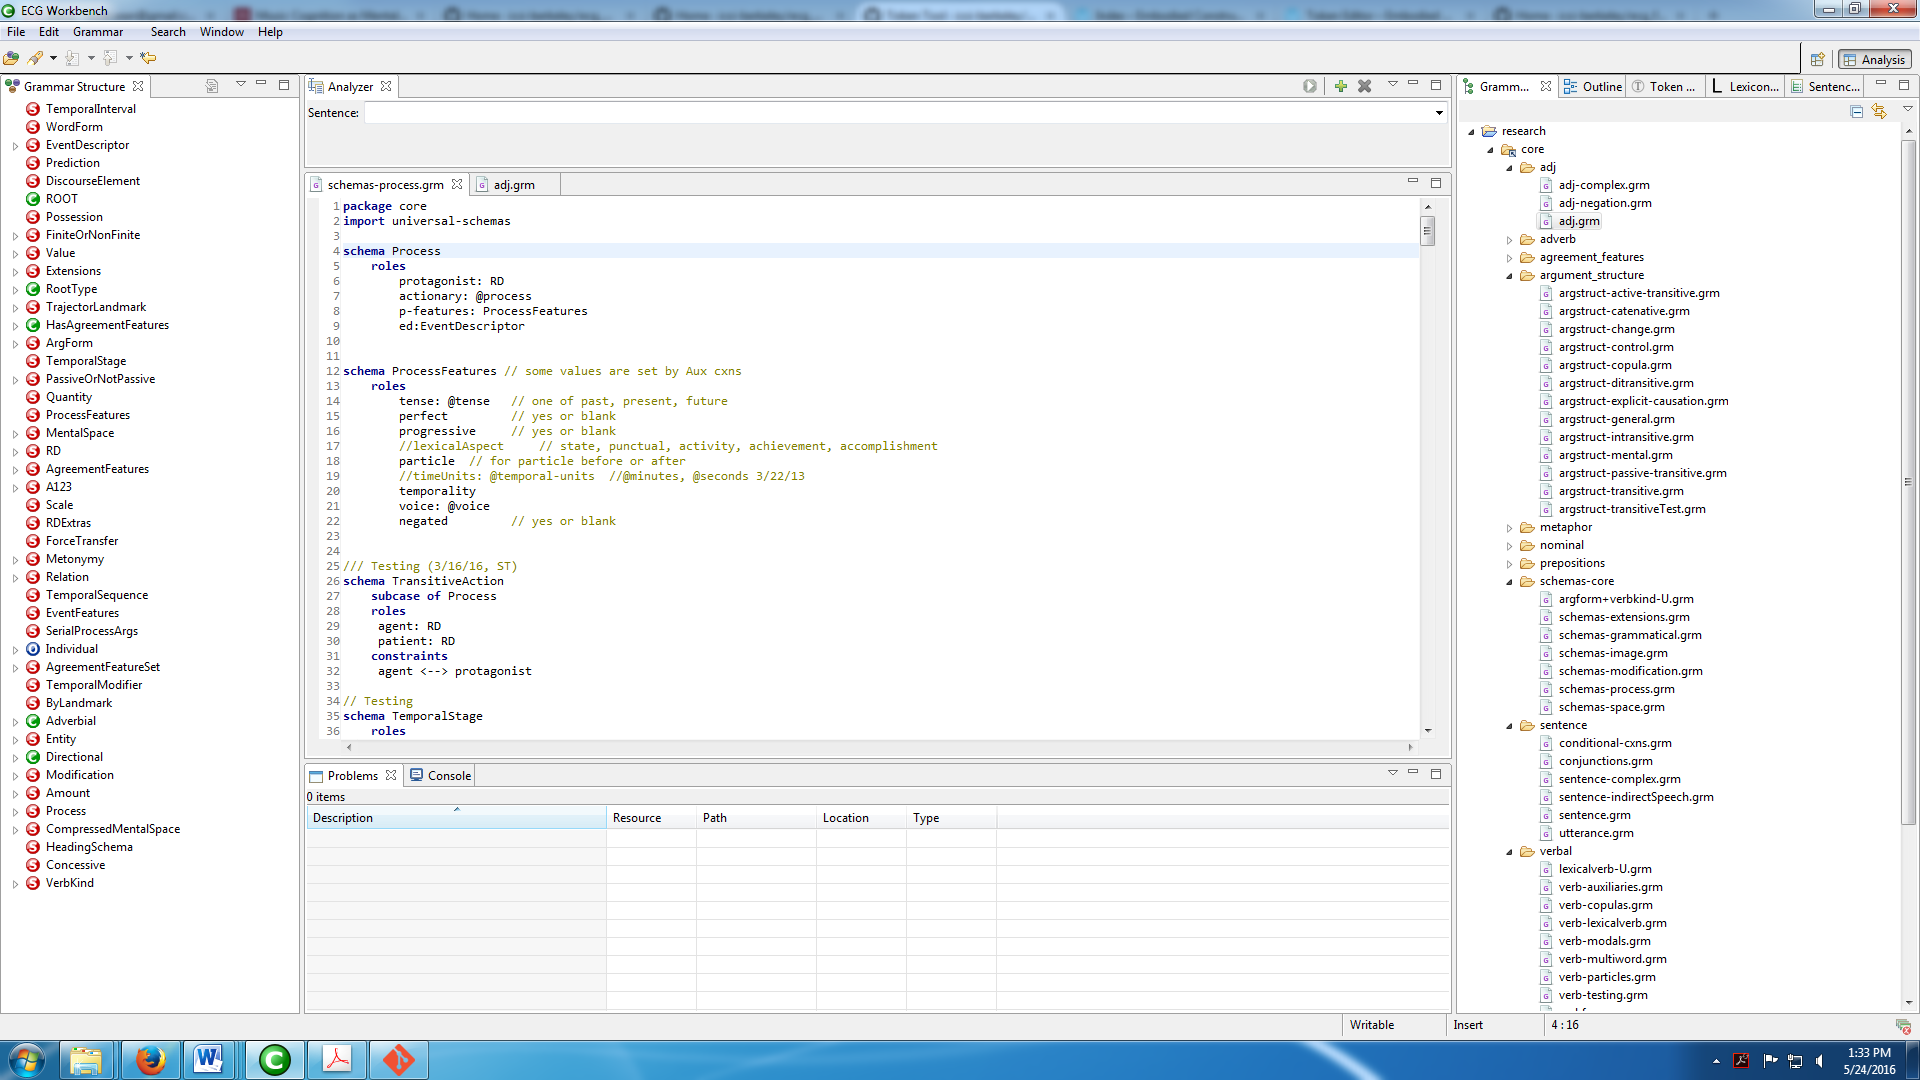 ECG Workbench
File Edit Grammar Search Window Help
Analysis
Grammar Structure
TemporalInterval
WordForm
EventDescriptor
Prediction
DiscourseElement
ROOT
Possession
FiniteOrNonFinite
Value
Extensions
RootType
TrajectorLandmark
HasAgreementFeatures
ArgForm
TemporalStage
PassiveOrNotPassive
Quantity
ProcessFeatures
MentalSpace
RD
AgreementFeatures
A123
Scale
RDExtras
ForceTransfer
Metonymy
Relation
TemporalSequence
EventFeatures
SerialProcessArgs
Individual
AgreementFeatureSet
TemporalModifier
ByLandmark
Adverbial
Entity
Directional
Modification
Amount
Process
CompressedMentalSpace
HeadingSchema
Concessive
VerbKind
Analyzer
Sentence:
schemas-process.grm adj.grm
1 package core
2 import universal-schemas
3
4 schema Process
5 roles
6 protagonist: RD
7 actionary: @process
8 p-features: ProcessFeatures
9 ed:EventDescriptor
10
11
12 schema ProcessFeatures // some values are set by Aux cxns
13 roles
14 tense: @tense // one of past, present, future
15 perfect // yes or blank
16 progressive // yes or blank
17 //lexicalAspect // state, punctual, activity, achievement, accomplishment
18 particle // for particle before or after
19 //timeUnits: @temporal-units //@minutes, @seconds 3/22/13
20 temporality
21 voice: @voice
22 negated // yes or blank
23
24
25 /// Testing (3/16/16, ST)
26 schema TransitiveAction
27 subcase of Process
28 roles
29 agent: RD
30 patient: RD
31 constraints
32 agent <--> protagonist
33
34 // Testing
35 schema TemporalStage
36 roles
Problems Console
0 items
Description Resource Path Location Type
Gramm... Outline Token ... Lexicon... Sentenc...
research
core
adj
adj-complex.grm
adj-negation.grm
adj.grm
adverb
agreement_features
argument_structure
argstruct-active-transitive.grm
argstruct-catenative.grm
argstruct-change.grm
argstruct-control.grm
argstruct-copula.grm
argstruct-ditransitive.grm
argstruct-explicit-causation.grm
argstruct-general.grm
argstruct-intransitive.grm
argstruct-mental.grm
argstruct-passive-transitive.grm
argstruct-transitive.grm
argstruct-transitiveTest.grm
metaphor
nominal
prepositions
schemas-core
argform+verbkind-U.grm
schemas-extensions.grm
schemas-grammatical.grm
schemas-image.grm
schemas-modification.grm
schemas-process.grm
schemas-space.grm
sentence
conditional-cxns.grm
conjunctions.grm
sentence-complex.grm
sentence-indirectSpeech.grm
sentence.grm
utterance.grm
verbal
lexicalverb-U.grm
verb-auxiliaries.grm
verb-copulas.grm
verb-lexicalverb.grm
verb-modals.grm
verb-multiword.grm
verb-particles.grm
verb-testing.grm
Writable Insert 4 : 16
1:33 PM
5/24/2016